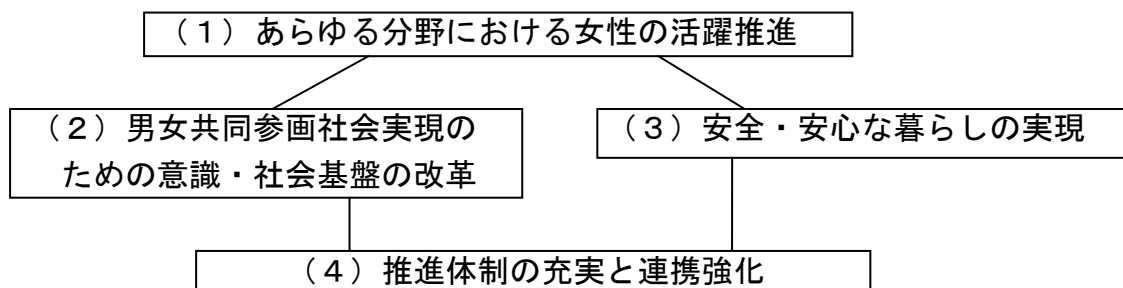 （１）あらゆる分野における女性の活躍推進
（２）男女共同参画社会実現の
ための意識・社会基盤の改革
（３）安全・安心な暮らしの実現
（４）推進体制の充実と連携強化